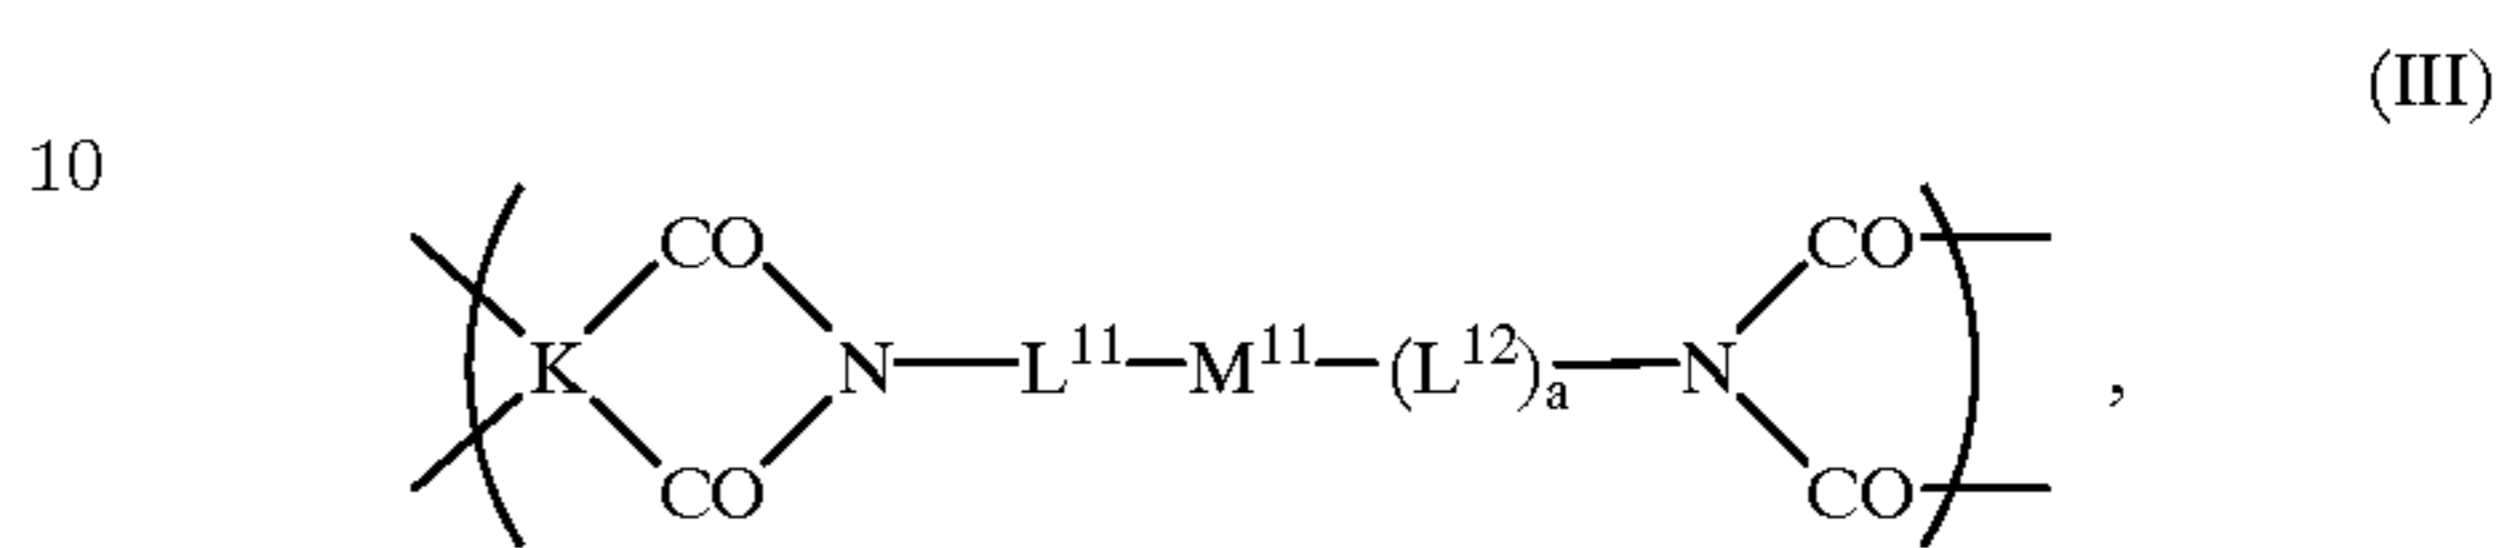 (III)
10
CO CO
K N—L¹¹—M¹¹—(L¹²)ₐ—N ,
CO CO